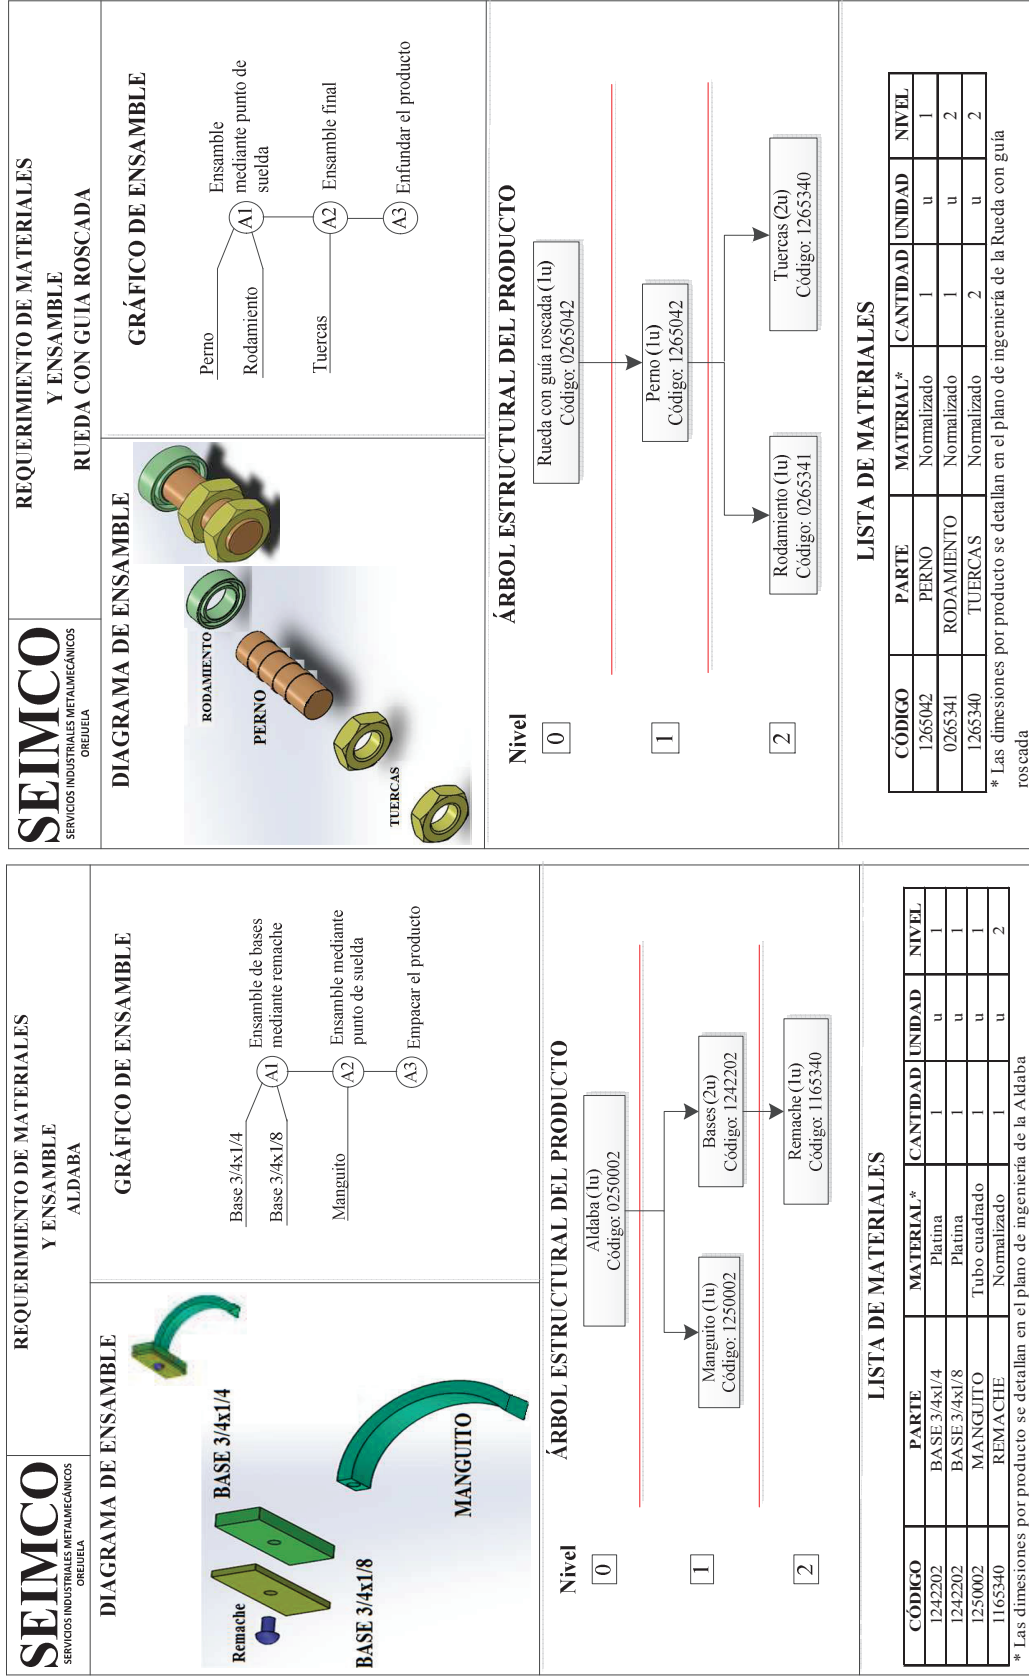 SEIMCO
SERVICIOS INDUSTRIALES METALMECÁNICOS
OREJUELA
REQUERIMIENTO DE MATERIALES
Y ENSAMBLE
ALDABA
DIAGRAMA DE ENSAMBLE
Remache
BASE 3/4x1/4
BASE 3/4x1/8
MANGUITO
GRÁFICO DE ENSAMBLE
Base 3/4x1/4
Base 3/4x1/8
A1
Ensamble de bases
mediante remache
Manguito
A2
Ensamble mediante
punto de suelda
A3
Empacar el producto
ÁRBOL ESTRUCTURAL DEL PRODUCTO
Nivel
0
Aldaba (1u)
Código: 0250002
1
Manguito (1u)
Código: 1250002
Bases (2u)
Código: 1242202
2
Remache (1u)
Código: 1165340
LISTA DE MATERIALES
CÓDIGO PARTE MATERIAL* CANTIDAD UNIDAD NIVEL
1242202 BASE 3/4x1/4 Platina 1 u 1
1242202 BASE 3/4x1/8 Platina 1 u 1
1250002 MANGUITO Tubo cuadrado 1 u 1
1165340 REMACHE Normalizado 1 u 2
* Las dimesiones por producto se detallan en el plano de ingeniería de la Aldaba
SEIMCO
SERVICIOS INDUSTRIALES METALMECÁNICOS
OREJUELA
REQUERIMIENTO DE MATERIALES
Y ENSAMBLE
RUEDA CON GUIA ROSCADA
DIAGRAMA DE ENSAMBLE
RODAMIENTO
PERNO
TUERCAS
GRÁFICO DE ENSAMBLE
Perno
Rodamiento
A1
Ensamble
mediante punto de
suelda
Tuercas
A2
Ensamble final
A3
Enfundar el producto
ÁRBOL ESTRUCTURAL DEL PRODUCTO
Nivel
0
Rueda con guía roscada (1u)
Código: 0265042
1
Perno (1u)
Código: 1265042
2
Rodamiento (1u)
Código: 0265341
Tuercas (2u)
Código: 1265340
LISTA DE MATERIALES
CÓDIGO PARTE MATERIAL* CANTIDAD UNIDAD NIVEL
1265042 PERNO Normalizado 1 u 1
0265341 RODAMIENTO Normalizado 1 u 2
1265340 TUERCAS Normalizado 2 u 2
* Las dimesiones por producto se detallan en el plano de ingeniería de la Rueda con guía
roscada